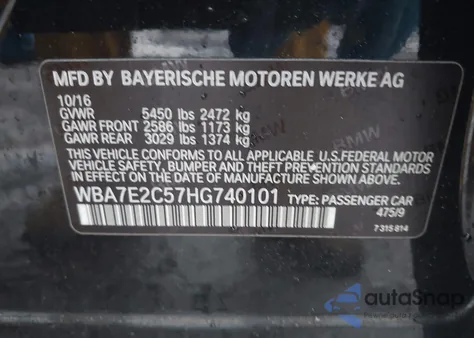 MFD BY BAYERISCHE MOTOREN WERKE AG
10/16
GVWR 5450 lbs 2472 kg
GAWR FRONT 2586 lbs 1173 kg
GAWR REAR 3029 lbs 1374 kg
THIS VEHICLE CONFORMS TO ALL APPLICABLE U.S.FEDERAL MOTOR
VEHICLE SAFETY, BUMPER AND THEFT PREVENTION STANDARDS
IN EFFECT ON THE DATE OF MANUFACTURE SHOWN ABOVE.
WBA7E2C57HG740101 TYPE: PASSENGER CAR
475/9
7 315 814
autoSnap